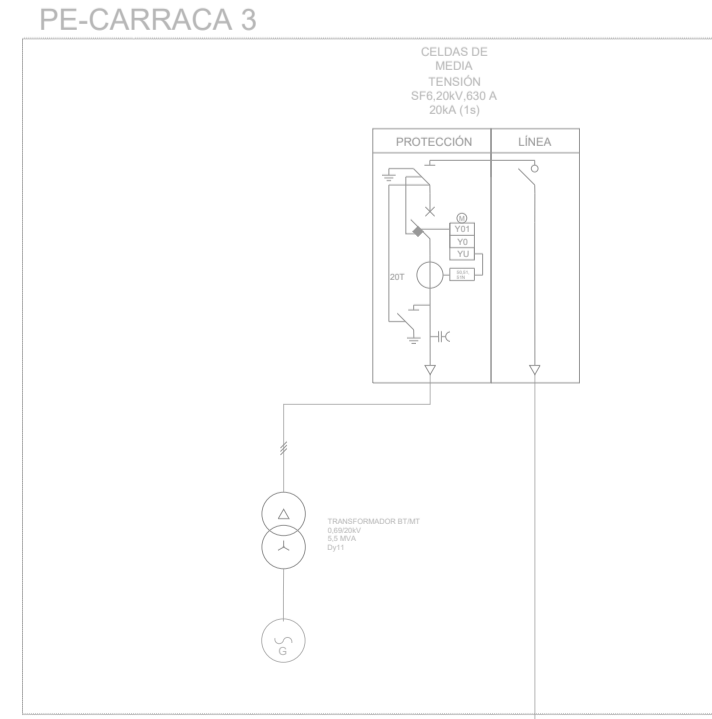 PE-CARRACA 3
CELDAS DE
MEDIA
TENSIÓN
SF6,20kV,630 A
20kA (1s)
PROTECCIÓN
LÍNEA
M
Y01
Y0
YU
20T
TRANSFORMADOR BT/MT
0,69/20kV
5,5 MVA
Dy11
G